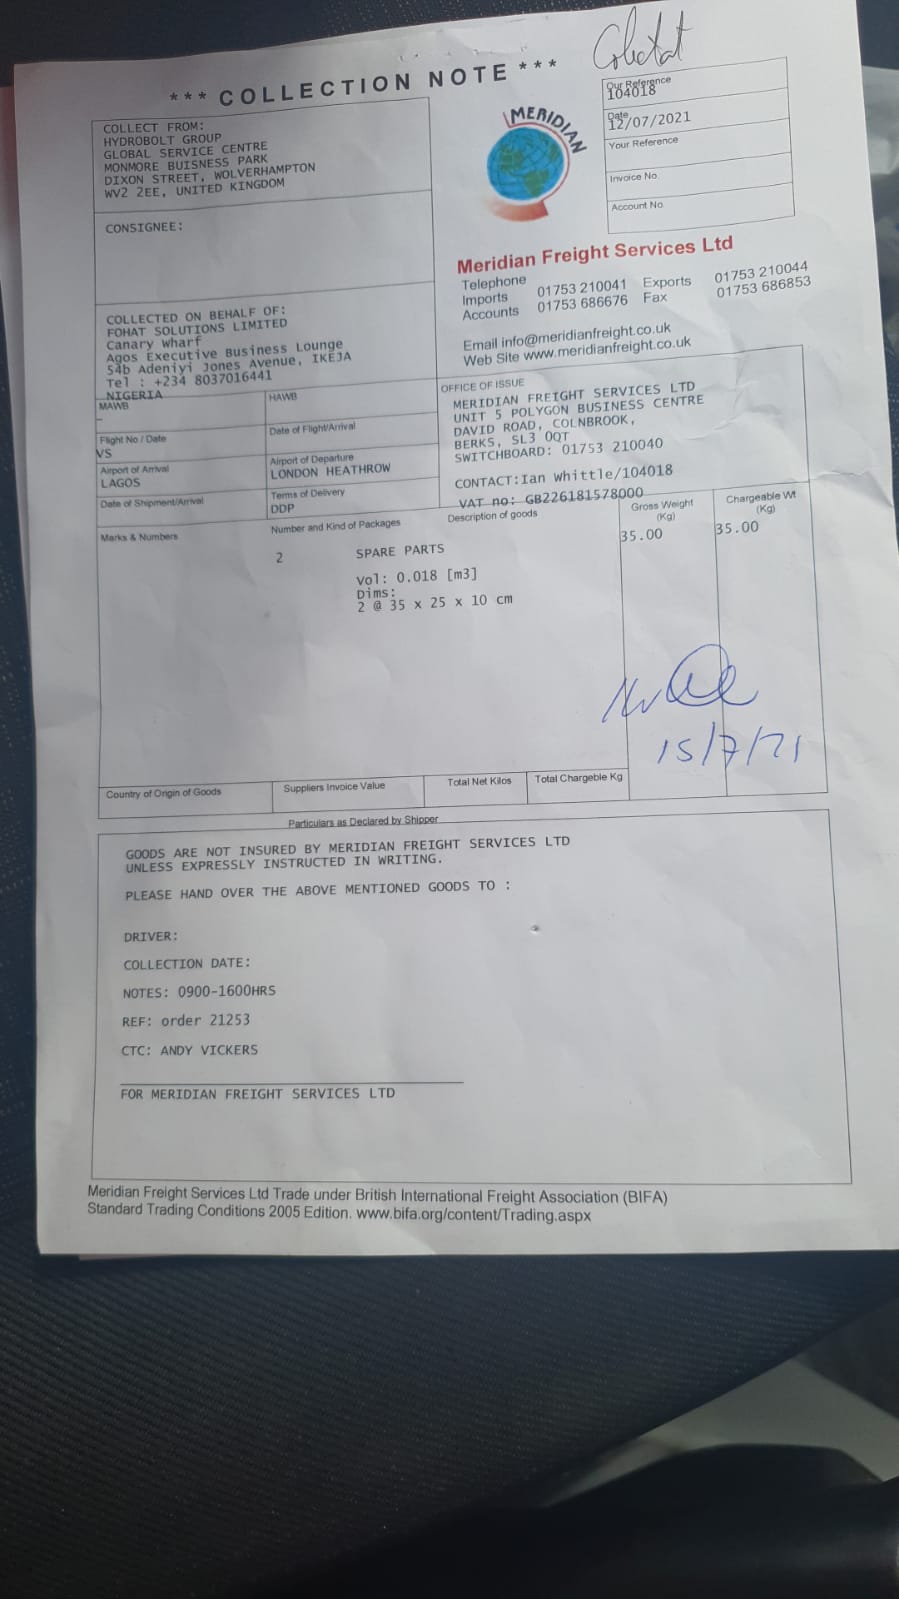 *** COLLECTION NOTE ***
COLLECT FROM:
HYDROBOLT GROUP
GLOBAL SERVICE CENTRE
MONMORE BUISNESS PARK
DIXON STREET, WOLVERHAMPTON
WV2 2EE, UNITED KINGDOM
CONSIGNEE:
COLLECTED ON BEHALF OF:
FOHAT SOLUTIONS LIMITED
Canary Wharf
Agos Executive Business Lounge
54b Adeniyi Jones Avenue, IKEJA
Tel : +234 8037016441
NIGERIA
MERIDIAN
Our Reference
104018
Date
12/07/2021
Your Reference
Invoice No.
Account No.
Meridian Freight Services Ltd
Telephone
Imports 01753 210041 Exports 01753 210044
Accounts 01753 686676 Fax 01753 686853
Email info@meridianfreight.co.uk
Web Site www.meridianfreight.co.uk
OFFICE OF ISSUE
MERIDIAN FREIGHT SERVICES LTD
UNIT 5 POLYGON BUSINESS CENTRE
DAVID ROAD, COLNBROOK,
BERKS, SL3 0QT
SWITCHBOARD: 01753 210040
CONTACT:Ian Whittle/104018
VAT no: GB226181578000
MAWB
HAWB
Flight No / Date
VS
Date of Flight/Arrival
Airport of Arrival
LAGOS
Airport of Departure
LONDON HEATHROW
Date of Shipment/Arrival
Terms of Delivery
DDP
Marks & Numbers
Number and Kind of Packages
Description of goods
Gross Weight (Kg)
Chargeable Wt (Kg)
2 SPARE PARTS 35.00 35.00
Vol: 0.018 [m3]
Dims:
2 @ 35 x 25 x 10 cm
15/7/21
Country of Origin of Goods
Suppliers Invoice Value
Total Net Kilos
Total Chargeble Kg
Particulars as Declared by Shipper
GOODS ARE NOT INSURED BY MERIDIAN FREIGHT SERVICES LTD
UNLESS EXPRESSLY INSTRUCTED IN WRITING.
PLEASE HAND OVER THE ABOVE MENTIONED GOODS TO :
DRIVER:
COLLECTION DATE:
NOTES: 0900-1600HRS
REF: order 21253
CTC: ANDY VICKERS
FOR MERIDIAN FREIGHT SERVICES LTD
Meridian Freight Services Ltd Trade under British International Freight Association (BIFA)
Standard Trading Conditions 2005 Edition. www.bifa.org/content/Trading.aspx